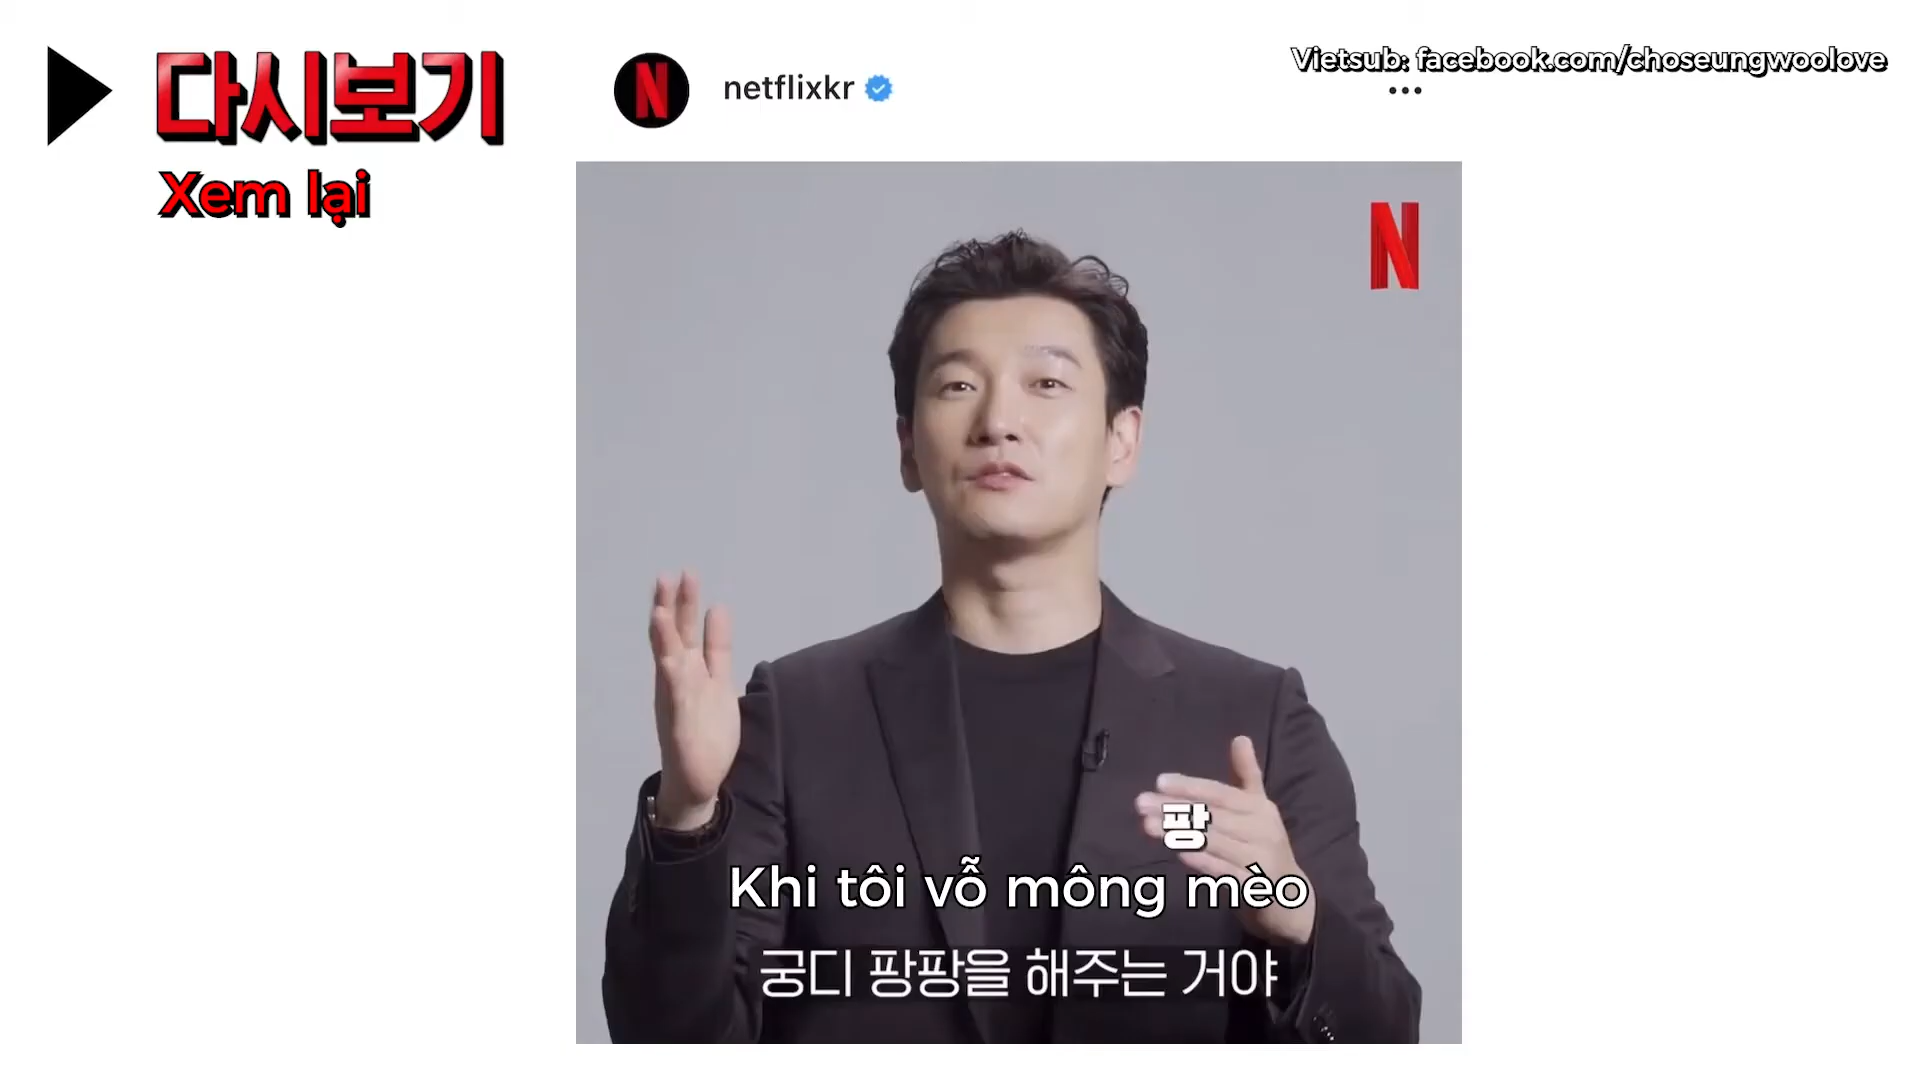 다시보기
Xem lại
netflixkr
Vietsub: facebook.com/choseungwoolove
N
팡
Khi tôi vỗ mông mèo
궁디 팡팡을 해주는 거야